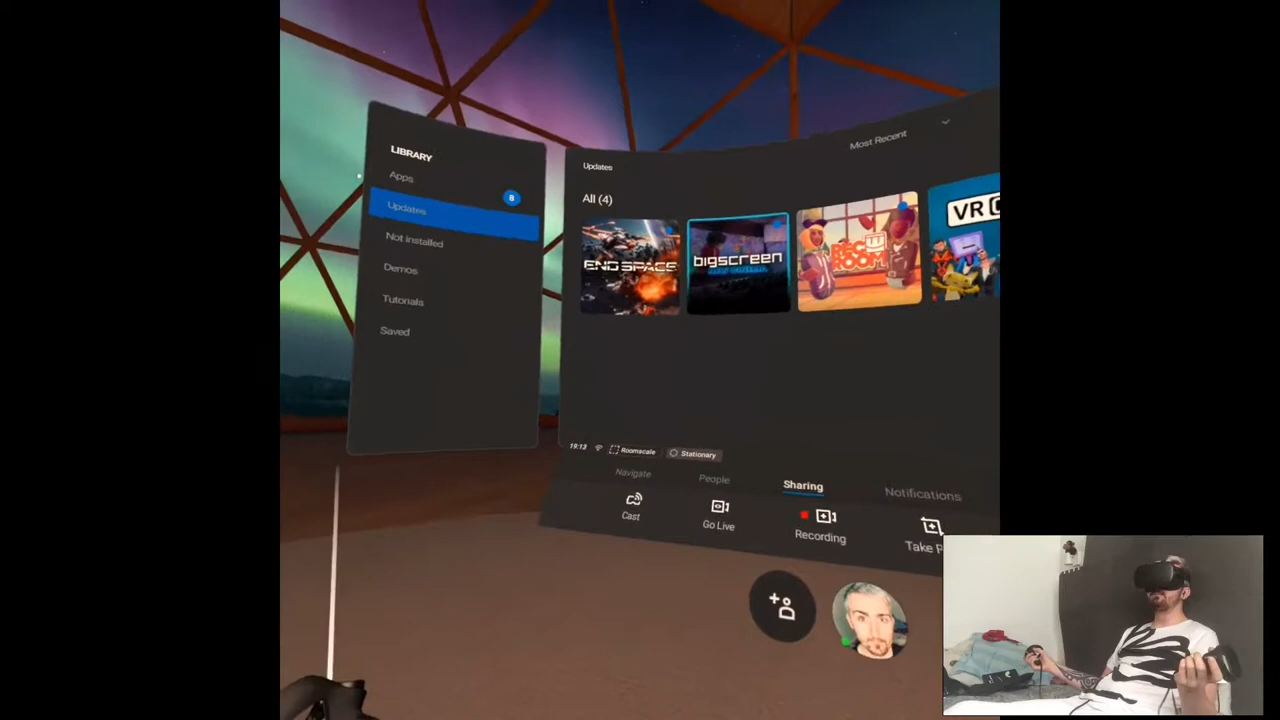 LIBRARY
Apps
8
Updates
Not installed
Demos
Tutorials
Saved
Updates
Most Recent
All (4)
END SPACE
bigscreen
REC
ROOM
VR
19:13
Roomscale
Stationary
Navigate
People
Sharing
Notifications
Cast
Go Live
Recording
Take